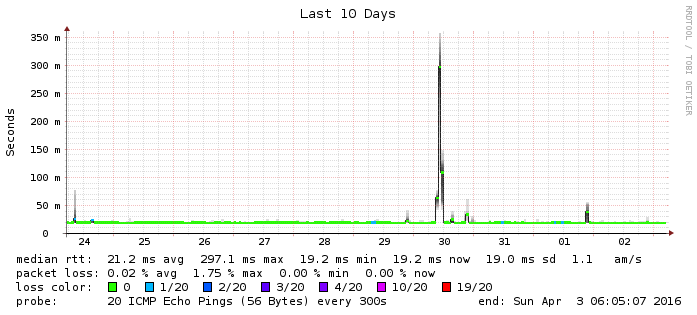 Last 10 Days
RRDTOOL / TOBI OETIKER
Seconds
350 m
300 m
250 m
200 m
150 m
100 m
50 m
0
24 25 26 27 28 29 30 31 01 02
median rtt: 21.2 ms avg 297.1 ms max 19.2 ms min 19.2 ms now 19.0 ms sd 1.1 am/s
packet loss: 0.02 % avg 1.75 % max 0.00 % min 0.00 % now
loss color: 0 1/20 2/20 3/20 4/20 10/20 19/20
probe: 20 ICMP Echo Pings (56 Bytes) every 300s end: Sun Apr 3 06:05:07 2016